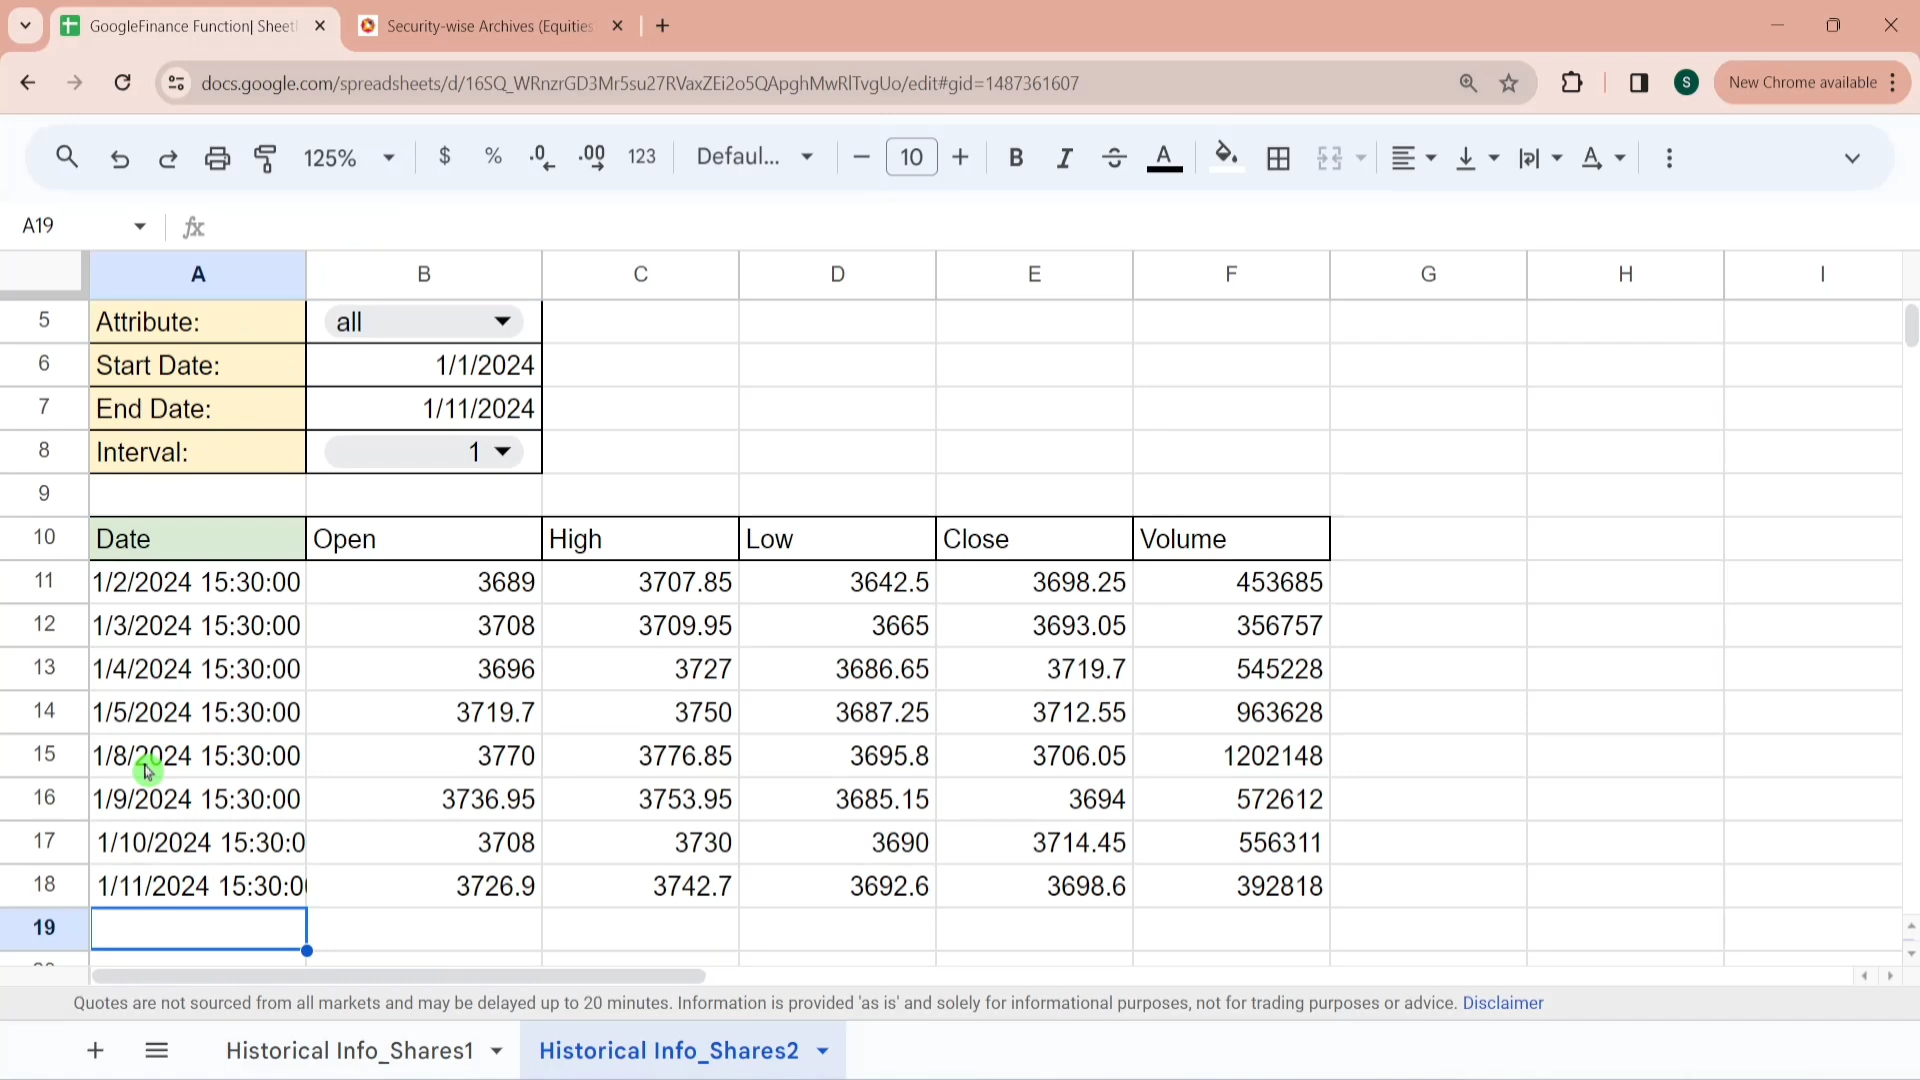 GoogleFinance Function| Sheetl
Security-wise Archives (Equities
docs.google.com/spreadsheets/d/16SQ_WRnzrGD3Mr5su27RVaxZEi2o5QApghMwRlTvgUo/edit#gid=1487361607
S
New Chrome available
125%
$ % .0 .00 123
Defaul...
10
B I A
A19
fx
A B C D E F G H I
5 Attribute: all
6 Start Date: 1/1/2024
7 End Date: 1/11/2024
8 Interval: 1
9
10 Date Open High Low Close Volume
11 1/2/2024 15:30:00 3689 3707.85 3642.5 3698.25 453685
12 1/3/2024 15:30:00 3708 3709.95 3665 3693.05 356757
13 1/4/2024 15:30:00 3696 3727 3686.65 3719.7 545228
14 1/5/2024 15:30:00 3719.7 3750 3687.25 3712.55 963628
15 1/8/2024 15:30:00 3770 3776.85 3695.8 3706.05 1202148
16 1/9/2024 15:30:00 3736.95 3753.95 3685.15 3694 572612
17 1/10/2024 15:30:0 3708 3730 3690 3714.45 556311
18 1/11/2024 15:30:0 3726.9 3742.7 3692.6 3698.6 392818
19
Quotes are not sourced from all markets and may be delayed up to 20 minutes. Information is provided 'as is' and solely for informational purposes, not for trading purposes or advice. Disclaimer
Historical Info_Shares1
Historical Info_Shares2